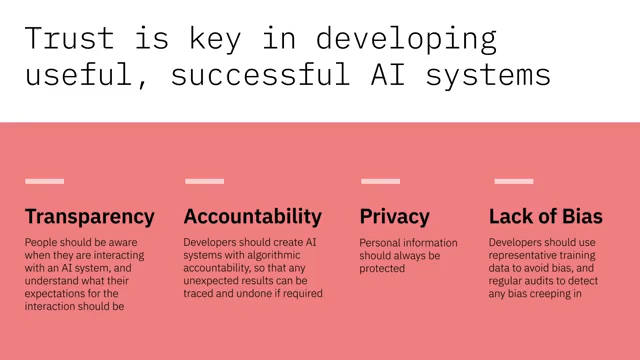 Trust is key in developing
useful, successful AI systems
Transparency
People should be aware
when they are interacting
with an AI system, and
understand what their
expectations for the
interaction should be
Accountability
Developers should create AI
systems with algorithmic
accountability, so that any
unexpected results can be
traced and undone if required
Privacy
Personal information
should always be
protected
Lack of Bias
Developers should use
representative training
data to avoid bias, and
regular audits to detect
any bias creeping in